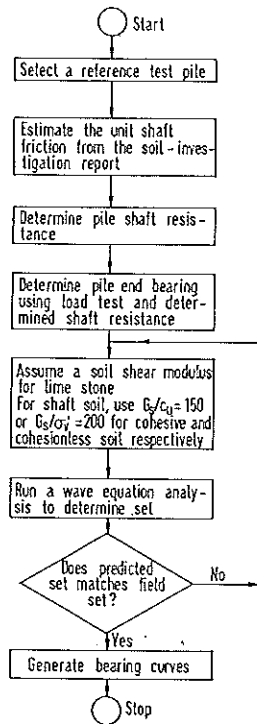 Start
Select a reference test pile
Estimate the unit shaft
friction from the soil-inves-
tigation report
Determine pile shaft resis-
tance
Determine pile end bearing
using load test and deter-
mined shaft resistance
Assume a soil shear modulus
for lime stone
For shaft soil, use Gs/cu=150
or Gs/σv'=200 for cohesive and
cohesionless soil respectively
Run a wave equation analy-
sis to determine set
Does
predicted
set matches field
set?
No
Yes
Generate bearing curves
Stop